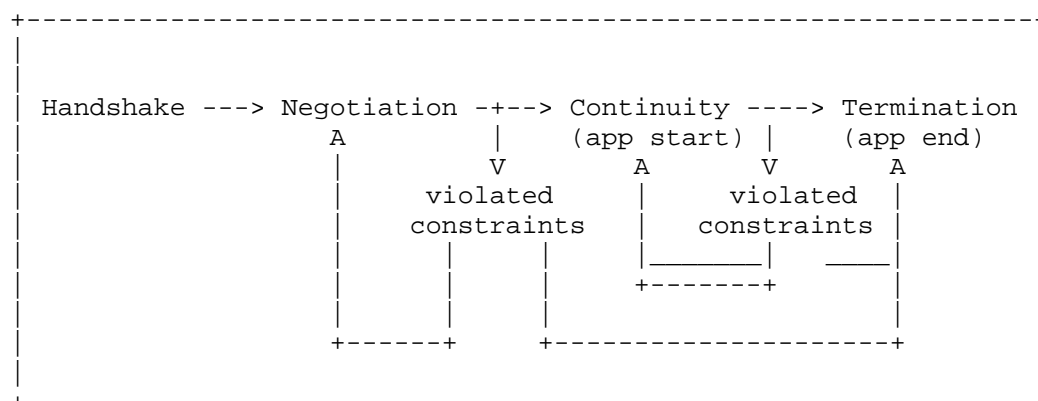 Handshake ---> Negotiation -+--> Continuity ----> Termination
A | (app start) | (app end)
| V A V A
violated | violated |
constraints | constraints |